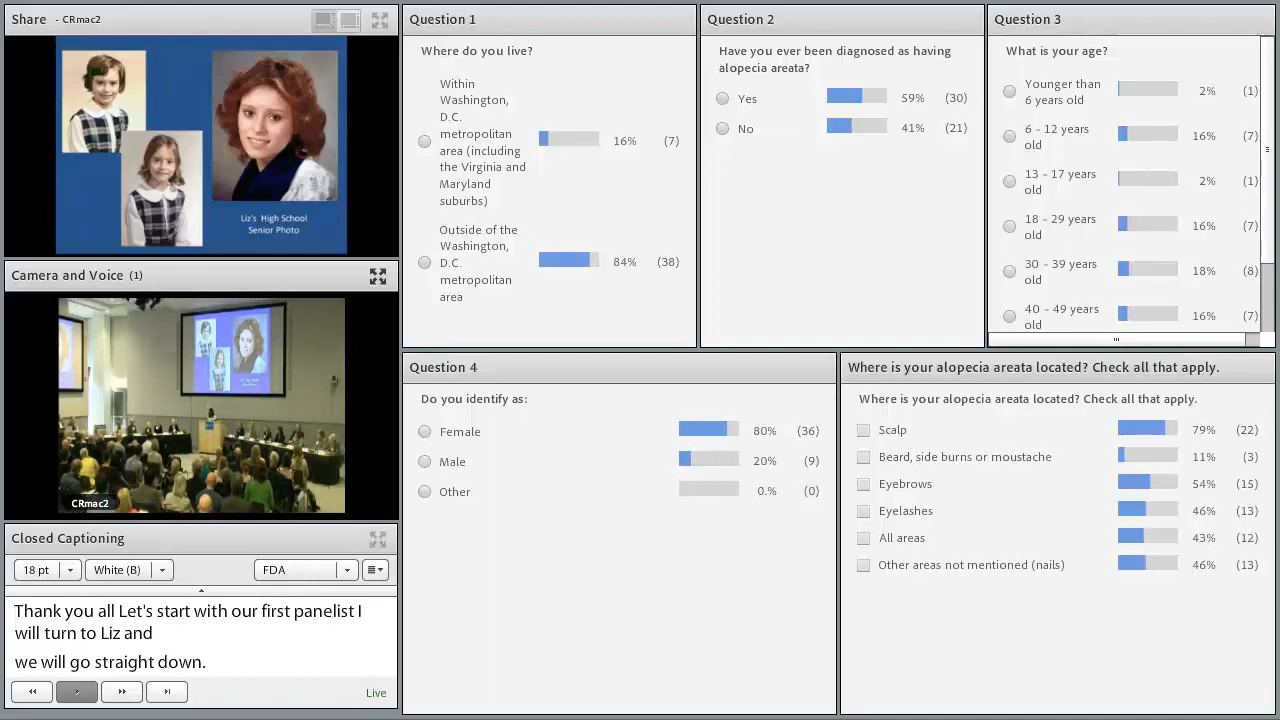 Share - CRmac2
Liz's High School
Senior Photo
Camera and Voice (1)
CRmac2
Closed Captioning
18 pt
White (B)
FDA
Thank you all Let's start with our first panelist I
will turn to Liz and
we will go straight down.
Live
Question 1
Where do you live?
Within
Washington,
D.C.
metropolitan
area (including
the Virginia and
Maryland
suburbs)
16% (7)
Outside of the
Washington,
D.C.
metropolitan
area
84% (38)
Question 2
Have you ever been diagnosed as having
alopecia areata?
Yes 59% (30)
No 41% (21)
Question 3
What is your age?
Younger than
6 years old
2% (1)
6 - 12 years
old
16% (7)
13 - 17 years
old
2% (1)
18 - 29 years
old
16% (7)
30 - 39 years
old
18% (8)
40 - 49 years
old
16% (7)
Question 4
Do you identify as:
Female 80% (36)
Male 20% (9)
Other 0.% (0)
Where is your alopecia areata located? Check all that apply.
Where is your alopecia areata located? Check all that apply.
Scalp 79% (22)
Beard, side burns or moustache 11% (3)
Eyebrows 54% (15)
Eyelashes 46% (13)
All areas 43% (12)
Other areas not mentioned (nails) 46% (13)